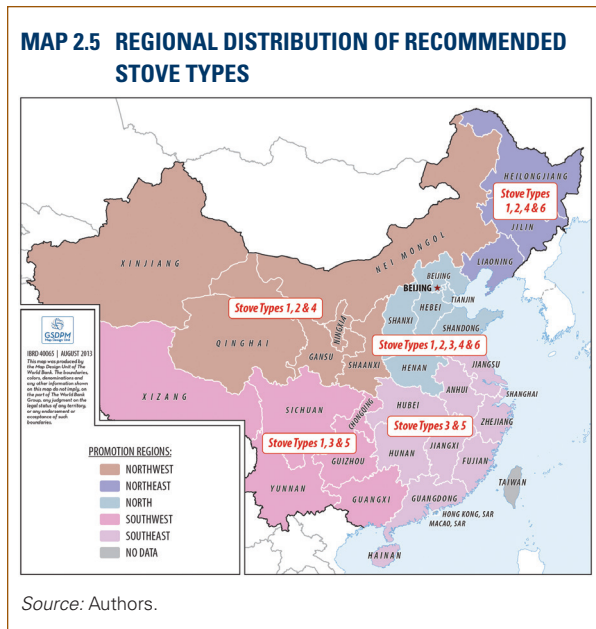 MAP 2.5 REGIONAL DISTRIBUTION OF RECOMMENDED
STOVE TYPES
HEILONGJIANG
Stove Types
1, 2, 4 & 6
JILIN
LIAONING
NEI MONGOL
XINJIANG
BEIJING
BEIJING
TIANJIN
HEBEI
SHANXI
SHANDONG
Stove Types 1, 2 & 4
NINGXIA
QINGHAI
GANSU
SHAANXI
Stove Types 1, 2, 3, 4 & 6
HENAN
JIANGSU
ANHUI
SHANGHAI
XIZANG
SICHUAN
CHONGQING
HUBEI
ZHEJIANG
Stove Types 1, 3 & 5
Stove Types 3 & 5
HUNAN
JIANGXI
GUIZHOU
FUJIAN
YUNNAN
GUANGXI
GUANGDONG
TAIWAN
HONG KONG, SAR
MACAO, SAR
HAINAN
GSDPM
Map Design Unit
IBRD 40065 | AUGUST 2013
This map was produced by
the Map Design Unit of The
World Bank. The boundaries,
colors, denominations and
any other information shown
on this map do not imply, on
the part of The World Bank
Group, any judgment on the
legal status of any territory,
or any endorsement or
acceptance of such
boundaries.
PROMOTION REGIONS:
NORTHWEST
NORTHEAST
NORTH
SOUTHWEST
SOUTHEAST
NO DATA
Source: Authors.